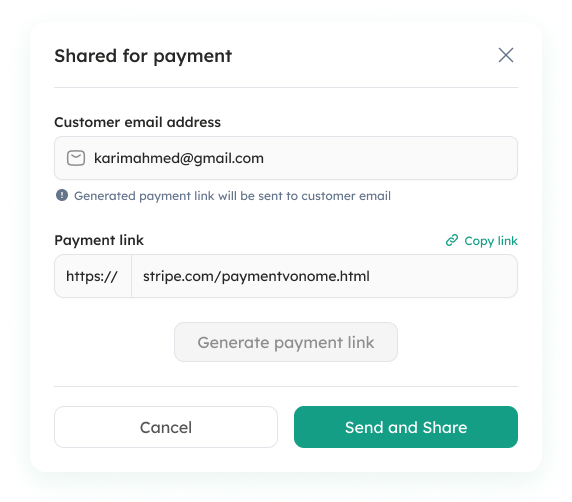 Shared for payment
Customer email address
karimahmed@gmail.com
Generated payment link will be sent to customer email
Payment link
Copy link
https:// stripe.com/paymentvonome.html
Generate payment link
Cancel
Send and Share